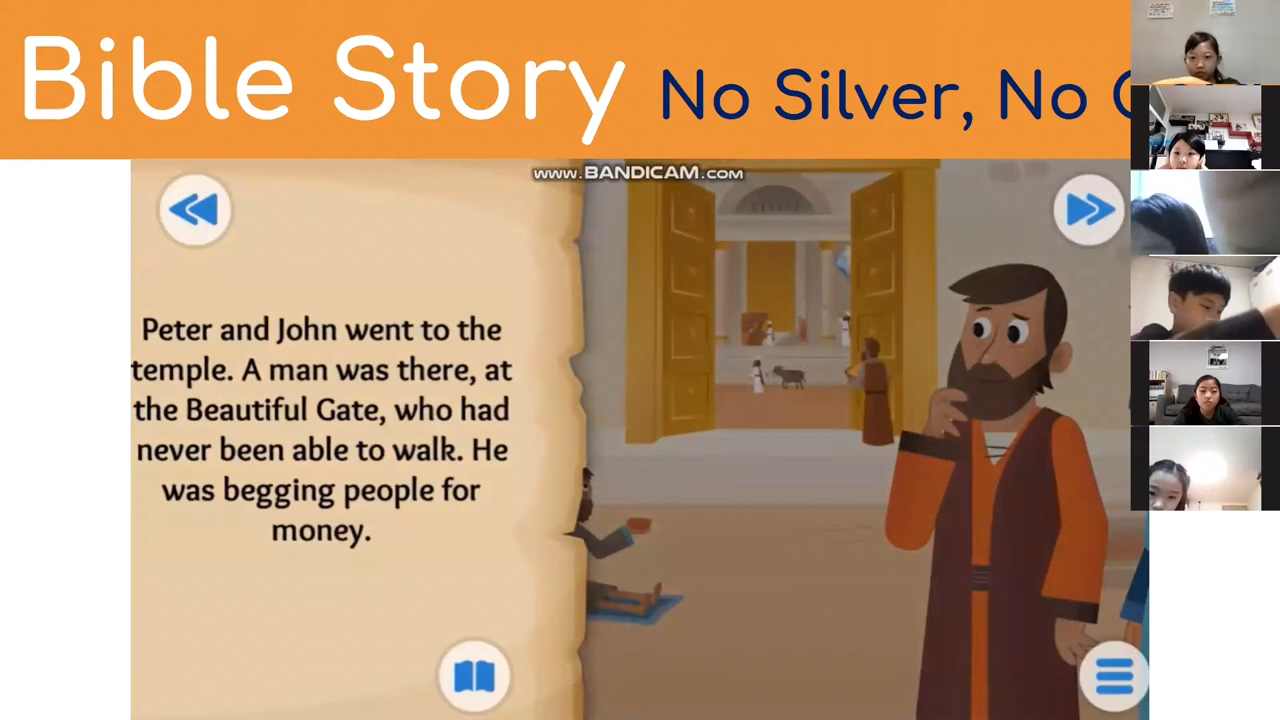 Bible Story No Silver, No
www.BANDICAM.com
Peter and John went to the
temple. A man was there, at
the Beautiful Gate, who had
never been able to walk. He
was begging people for
money.